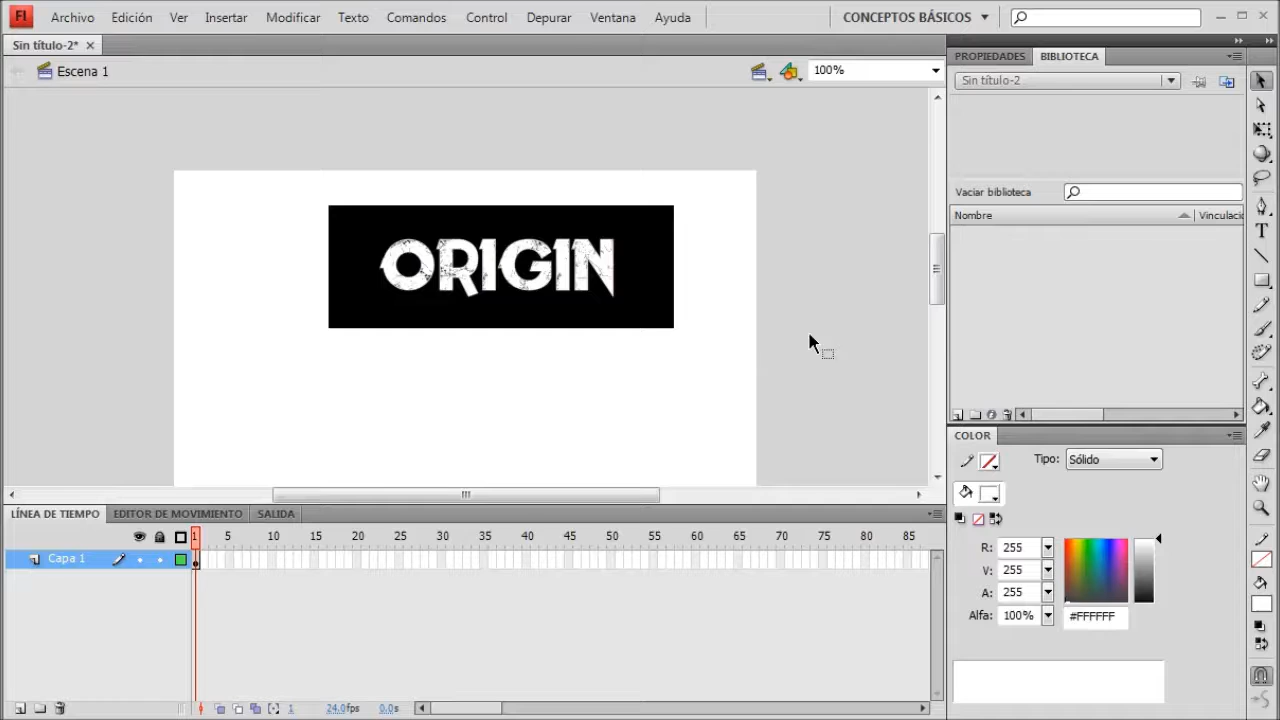 Fl Archivo Edición Ver Insertar Modificar Texto Comandos Control Depurar Ventana Ayuda CONCEPTOS BÁSICOS
Sin título-2*
Escena 1 100%
PROPIEDADES BIBLIOTECA
Sin título-2
Vaciar biblioteca
Nombre Vinculació
ORIGIN
COLOR
Tipo: Sólido
R: 255
V: 255
A: 255
Alfa: 100% #FFFFFF
LÍNEA DE TIEMPO EDITOR DE MOVIMIENTO SALIDA
1 5 10 15 20 25 30 35 40 45 50 55 60 65 70 75 80 85
Capa 1
1 24.0fps 0.0s